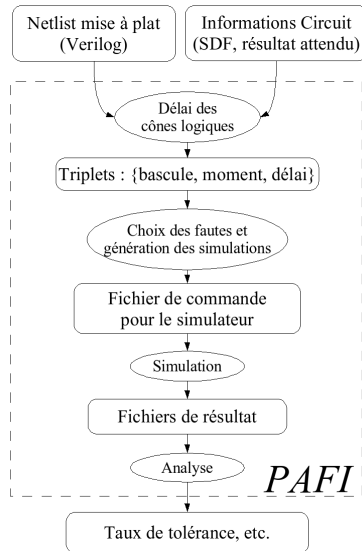 Netlist mise à plat
(Verilog)
Informations Circuit
(SDF, résultat attendu)
Délai des
cônes logiques
Triplets : {bascule, moment, délai}
Choix des fautes et
génération des simulations
Fichier de commande
pour le simulateur
Simulation
Fichiers de résultat
Analyse
PAFI
Taux de tolérance, etc.